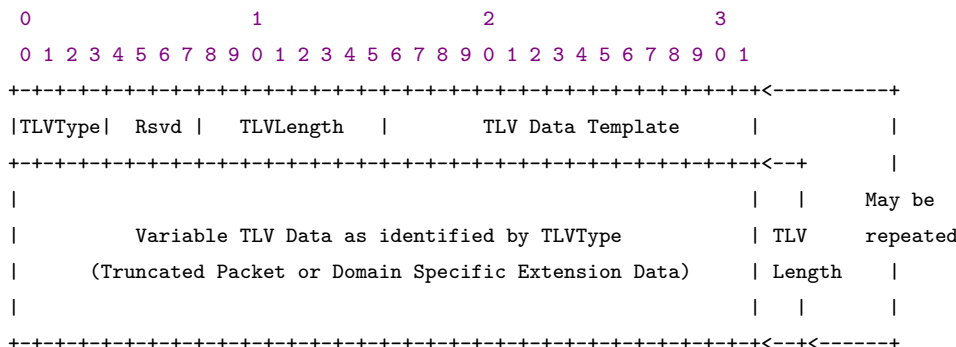 0                   1                   2                   3
 0 1 2 3 4 5 6 7 8 9 0 1 2 3 4 5 6 7 8 9 0 1 2 3 4 5 6 7 8 9 0 1
+-+-+-+-+-+-+-+-+-+-+-+-+-+-+-+-+-+-+-+-+-+-+-+-+-+-+-+-+-+-+-+-+<----------+
|TLVType|  Rsvd |   TLVLength   |        TLV Data Template      |           |
+-+-+-+-+-+-+-+-+-+-+-+-+-+-+-+-+-+-+-+-+-+-+-+-+-+-+-+-+-+-+-+-+<--+       |
|                                                               |   |     May be
|          Variable TLV Data as identified by TLVType           | TLV     repeated
|      (Truncated Packet or Domain Specific Extension Data)     | Length    |
|                                                               |   |       |
+-+-+-+-+-+-+-+-+-+-+-+-+-+-+-+-+-+-+-+-+-+-+-+-+-+-+-+-+-+-+-+-+<--+<------+